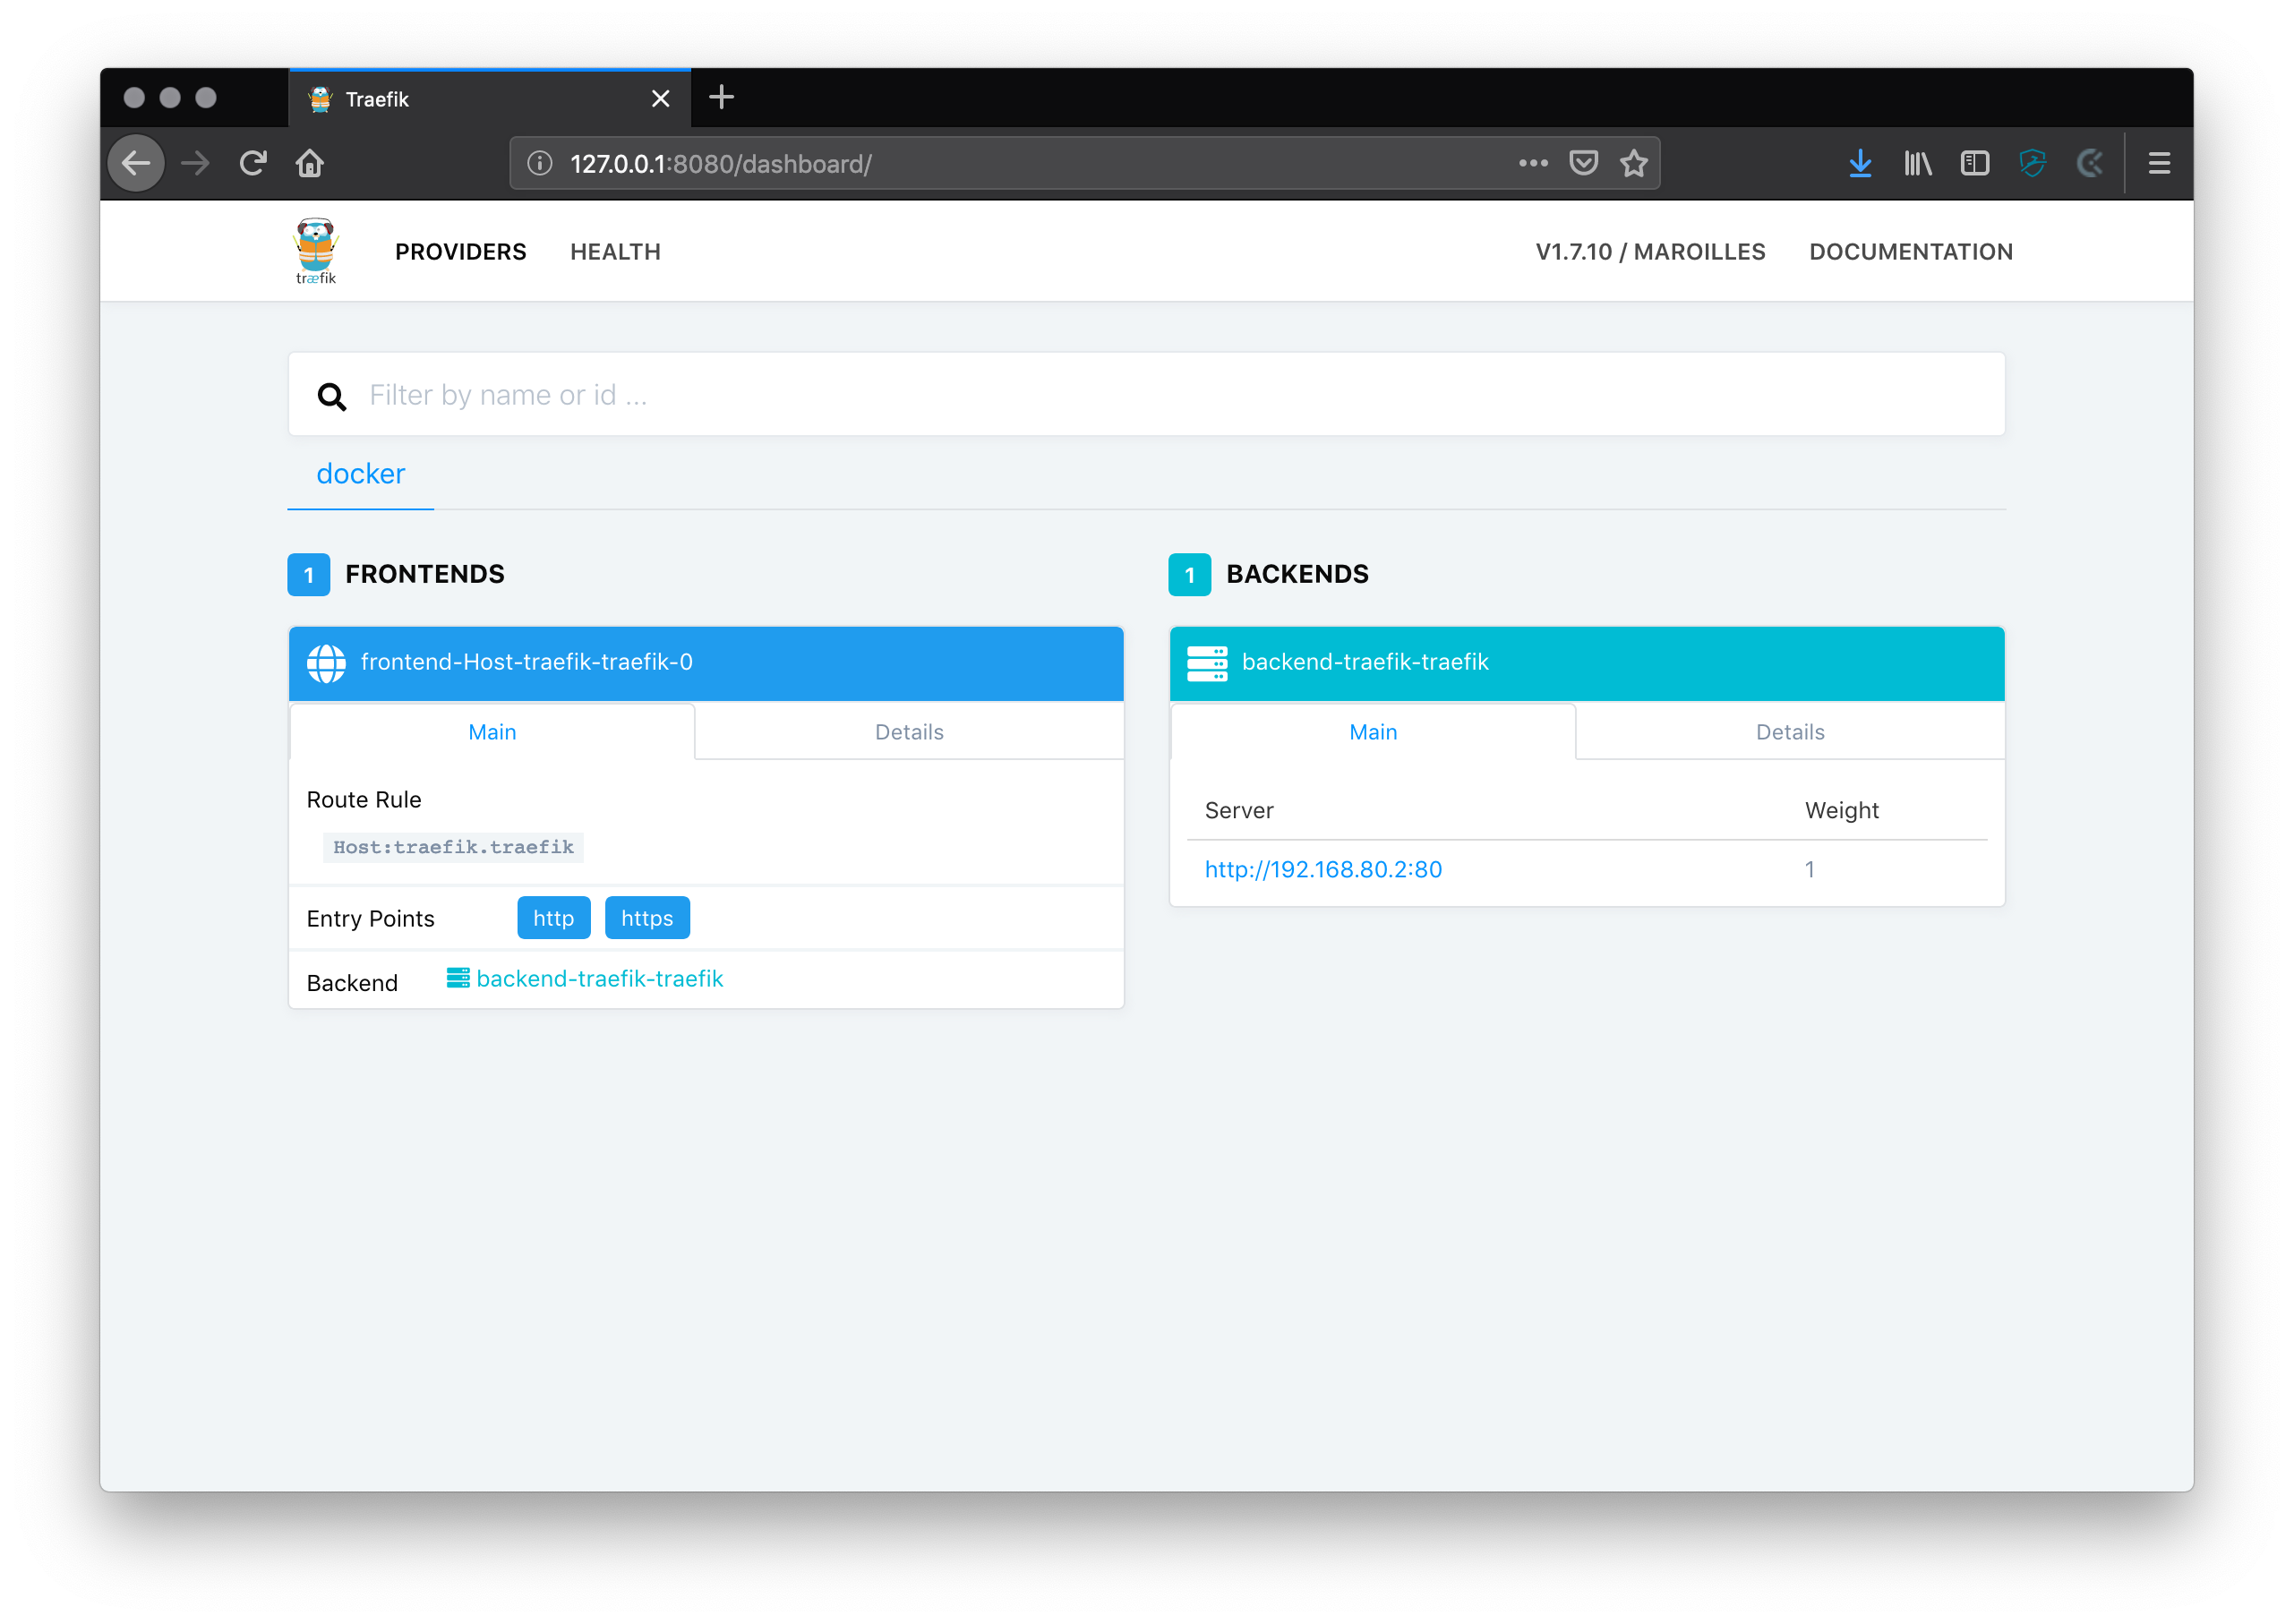 Traefik
127.0.0.1:8080/dashboard/
træfik
PROVIDERS HEALTH V1.7.10 / MAROILLES DOCUMENTATION
Filter by name or id ...
docker
1 FRONTENDS
frontend-Host-traefik-traefik-0
Main Details
Route Rule
Host:traefik.traefik
Entry Points http https
Backend backend-traefik-traefik
1 BACKENDS
backend-traefik-traefik
Main Details
Server Weight
http://192.168.80.2:80 1